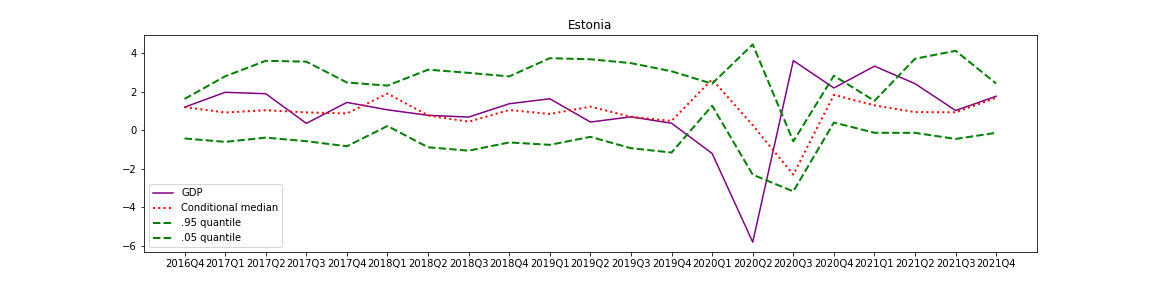 Estonia
4
2
0
−2
−4
−6
GDP
Conditional median
.95 quantile
.05 quantile
2016Q4 2017Q1 2017Q2 2017Q3 2017Q4 2018Q1 2018Q2 2018Q3 2018Q4 2019Q1 2019Q2 2019Q3 2019Q4 2020Q1 2020Q2 2020Q3 2020Q4 2021Q1 2021Q2 2021Q3 2021Q4